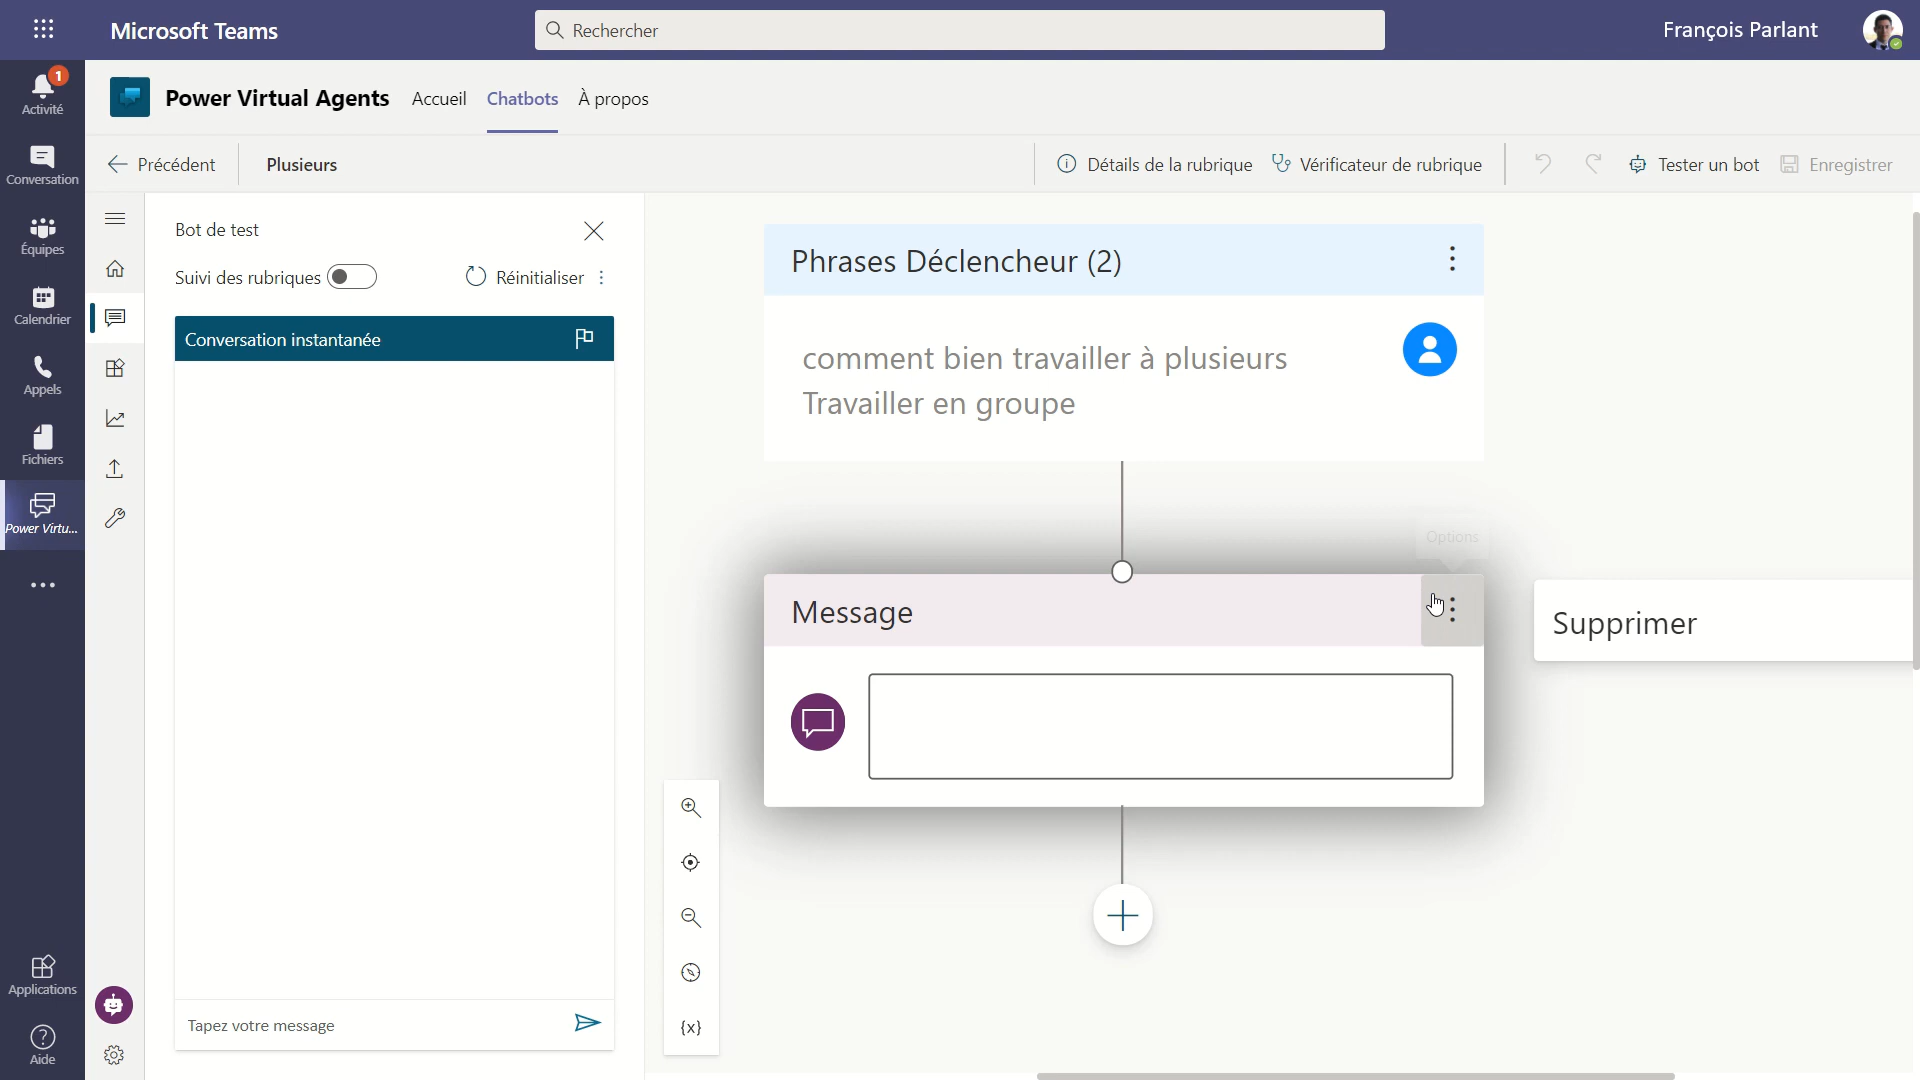 Microsoft Teams
Rechercher
François Parlant
1
Activité
Conversation
Équipes
Calendrier
Appels
Fichiers
Power Virtu...
Applications
Aide
Power Virtual Agents
Accueil
Chatbots
À propos
Précédent
Plusieurs
Détails de la rubrique
Vérificateur de rubrique
Tester un bot
Enregistrer
Bot de test
Suivi des rubriques
Réinitialiser
Conversation instantanée
Tapez votre message
Phrases Déclencheur (2)
comment bien travailler à plusieurs
Travailler en groupe
Options
Message
Supprimer
{x}